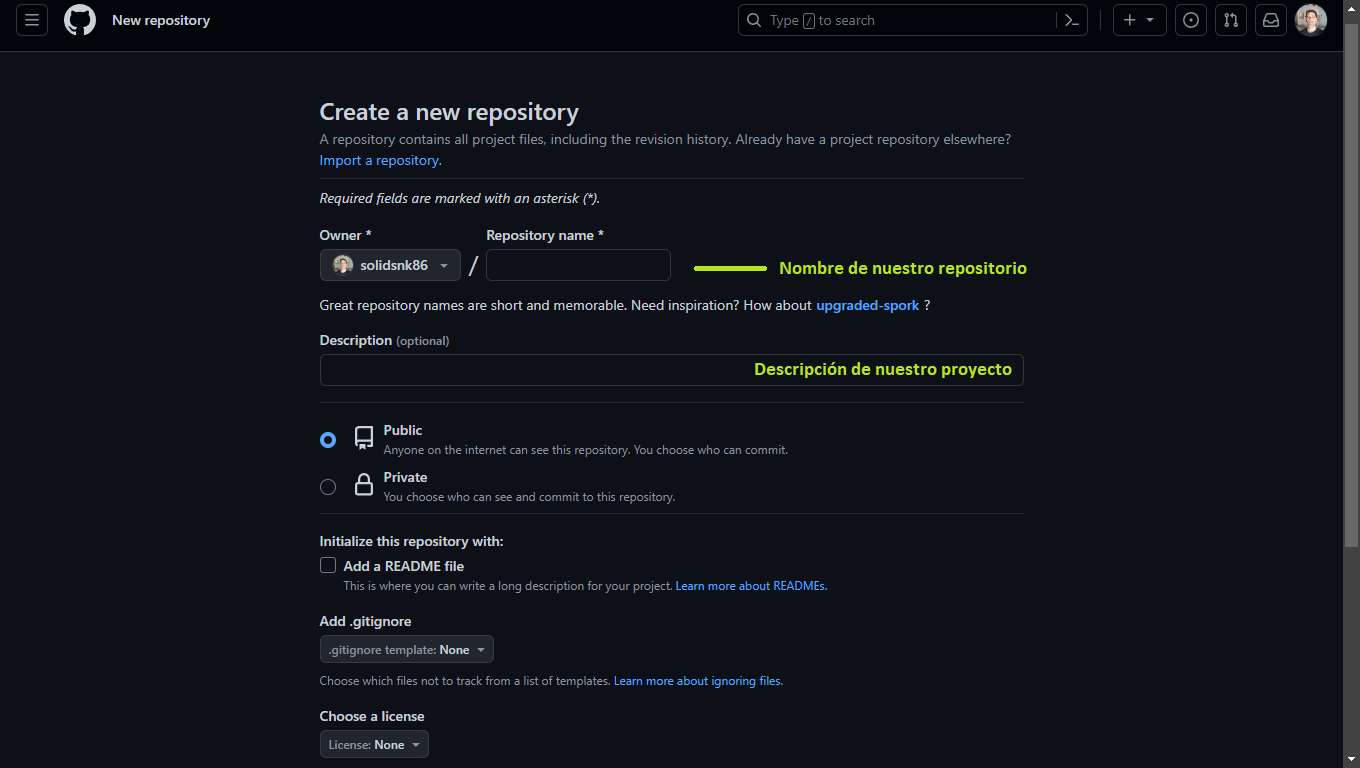 New repository
Type / to search
Create a new repository
A repository contains all project files, including the revision history. Already have a project repository elsewhere?
Import a repository.
Required fields are marked with an asterisk (*).
Owner *
Repository name *
solidsnk86
/
Nombre de nuestro repositorio
Great repository names are short and memorable. Need inspiration? How about upgraded-spork ?
Description (optional)
Descripción de nuestro proyecto
Public
Anyone on the internet can see this repository. You choose who can commit.
Private
You choose who can see and commit to this repository.
Initialize this repository with:
Add a README file
This is where you can write a long description for your project. Learn more about READMEs.
Add .gitignore
.gitignore template: None
Choose which files not to track from a list of templates. Learn more about ignoring files.
Choose a license
License: None